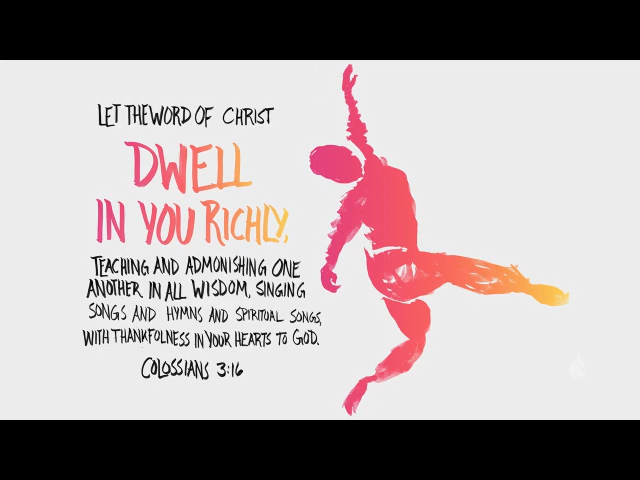 LET THE WORD OF CHRIST
DWELL
IN YOU RICHLY,
TEACHING AND ADMONISHING ONE
ANOTHER IN ALL WISDOM, SINGING
SONGS AND HYMNS AND SPIRITUAL SONGS,
WITH THANKFOLNESS IN YOUR HEARTS TO GOD.
COLOSSIANS 3:16